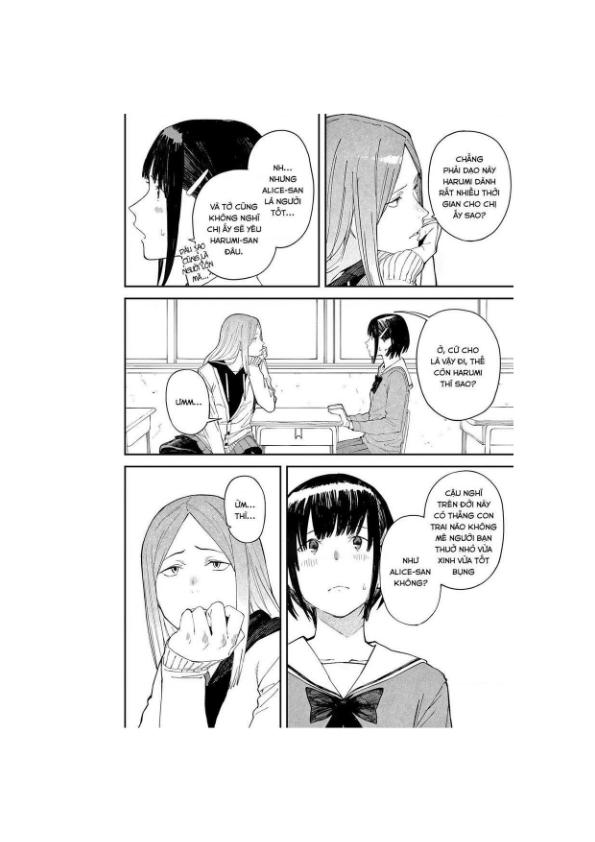 CHẲNG
PHẢI DẠO NÀY
HARUMI DÀNH
RẤT NHIỀU THỜI
GIAN CHO CHỊ
ẤY SAO?
NH...
NHƯNG
ALICE-SAN
LÀ NGƯỜI
TỐT...
VÀ TỚ CŨNG
KHÔNG NGHĨ
CHỊ ẤY SẼ YÊU
HARUMI-SAN
ĐÂU.
DẪU SAO
CŨNG LÀ
NGƯỜI LỚN
MÀ...
Ờ, CỨ CHO
LÀ VẬY ĐI, THẾ
CÒN HARUMI
THÌ SAO?
ƯMM...
CẬU NGHĨ
TRÊN ĐỜI NÀY
CÓ THẰNG CON
TRAI NÀO KHÔNG
MÊ NGƯỜI BẠN
THUỞ NHỎ VỪA
XINH VỪA TỐT
BỤNG
NHƯ
ALICE-SAN
KHÔNG?
ỪM...
THÌ...